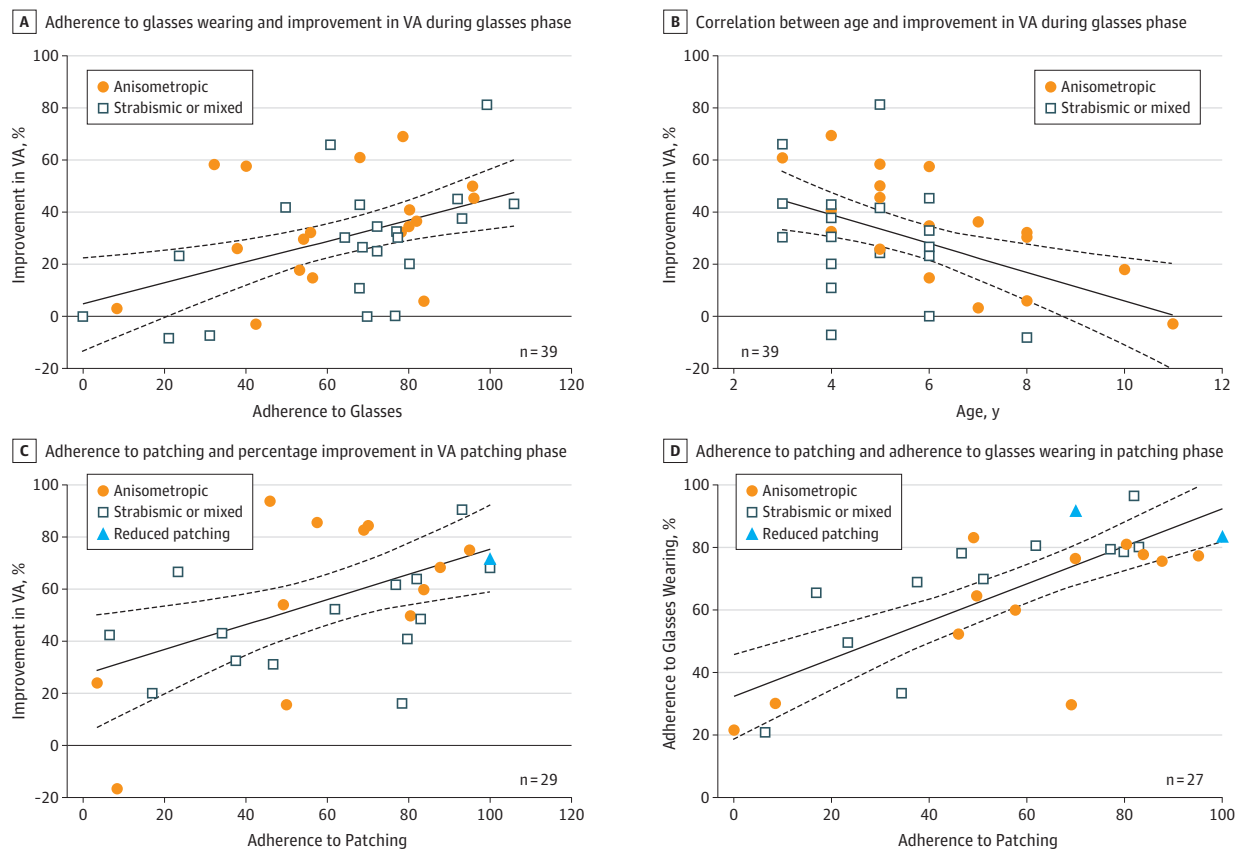 A Adherence to glasses wearing and improvement in VA during glasses phase
Improvement in VA, %
100
80
60
40
20
0
-20
Anisometropic
Strabismic or mixed
n=39
0 20 40 60 80 100 120
Adherence to Glasses
B Correlation between age and improvement in VA during glasses phase
Improvement in VA, %
100
80
60
40
20
0
-20
Anisometropic
Strabismic or mixed
n=39
2 4 6 8 10 12
Age, y
C Adherence to patching and percentage improvement in VA patching phase
Improvement in VA, %
100
80
60
40
20
0
-20
Anisometropic
Strabismic or mixed
Reduced patching
n=29
0 20 40 60 80 100 120
Adherence to Patching
D Adherence to patching and adherence to glasses wearing in patching phase
Adherence to Glasses Wearing, %
100
80
60
40
20
0
Anisometropic
Strabismic or mixed
Reduced patching
n=27
0 20 40 60 80 100
Adherence to Patching